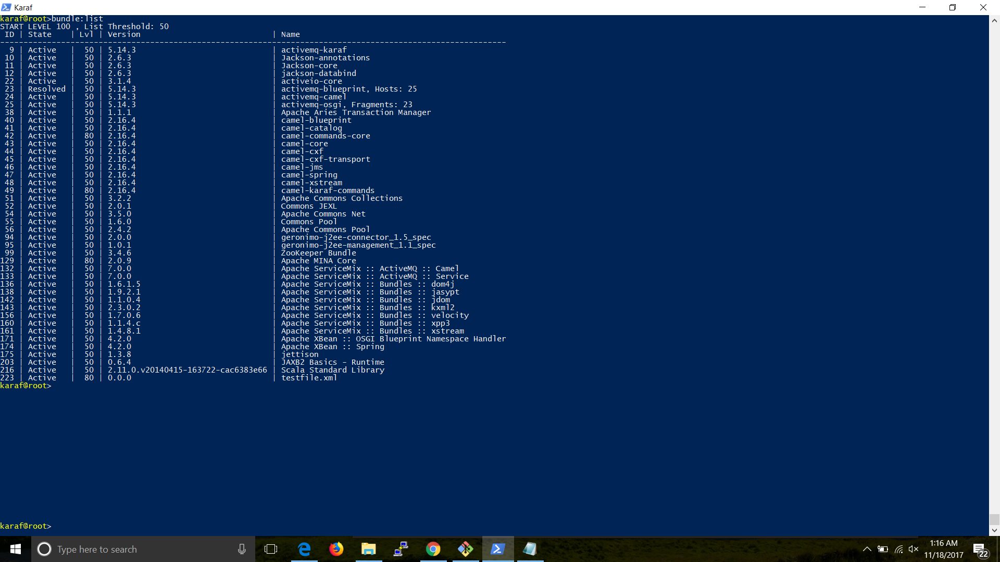 Karaf
karaf@root>bundle:list
START LEVEL 100 , List Threshold: 50
 ID | State    | Lvl | Version                            | Name
------------------------------------------------------------------------------------------------------------
  9 | Active   |  50 | 5.14.3                             | activemq-karaf
 10 | Active   |  50 | 2.6.3                              | Jackson-annotations
 11 | Active   |  50 | 2.6.3                              | Jackson-core
 12 | Active   |  50 | 2.6.3                              | jackson-databind
 22 | Active   |  50 | 3.1.4                              | activeio-core
 23 | Resolved |  50 | 5.14.3                             | activemq-blueprint, Hosts: 25
 24 | Active   |  50 | 5.14.3                             | activemq-camel
 25 | Active   |  50 | 5.14.3                             | activemq-osgi, Fragments: 23
 38 | Active   |  50 | 1.1.1                              | Apache Aries Transaction Manager
 40 | Active   |  50 | 2.16.4                             | camel-blueprint
 41 | Active   |  50 | 2.16.4                             | camel-catalog
 42 | Active   |  80 | 2.16.4                             | camel-commands-core
 43 | Active   |  50 | 2.16.4                             | camel-core
 44 | Active   |  50 | 2.16.4                             | camel-cxf
 45 | Active   |  50 | 2.16.4                             | camel-cxf-transport
 46 | Active   |  50 | 2.16.4                             | camel-jms
 47 | Active   |  50 | 2.16.4                             | camel-spring
 48 | Active   |  50 | 2.16.4                             | camel-xstream
 49 | Active   |  80 | 2.16.4                             | camel-karaf-commands
 51 | Active   |  50 | 3.2.2                              | Apache Commons Collections
 52 | Active   |  50 | 2.0.1                              | Commons JEXL
 54 | Active   |  50 | 3.5.0                              | Apache Commons Net
 55 | Active   |  50 | 1.6.0                              | Commons Pool
 56 | Active   |  50 | 2.4.2                              | Apache Commons Pool
 94 | Active   |  50 | 2.0.0                              | geronimo-j2ee-connector_1.5_spec
 95 | Active   |  50 | 1.0.1                              | geronimo-j2ee-management_1.1_spec
 99 | Active   |  50 | 3.4.6                              | ZooKeeper Bundle
129 | Active   |  80 | 2.0.9                              | Apache MINA Core
132 | Active   |  50 | 7.0.0                              | Apache ServiceMix :: ActiveMQ :: Camel
133 | Active   |  50 | 7.0.0                              | Apache ServiceMix :: ActiveMQ :: Service
136 | Active   |  50 | 1.6.1.5                            | Apache ServiceMix :: Bundles :: dom4j
138 | Active   |  50 | 1.9.2.1                            | Apache ServiceMix :: Bundles :: jasypt
142 | Active   |  50 | 1.1.0.4                            | Apache ServiceMix :: Bundles :: jdom
143 | Active   |  50 | 2.3.0.2                            | Apache ServiceMix :: Bundles :: kxml2
156 | Active   |  50 | 1.7.0.6                            | Apache ServiceMix :: Bundles :: velocity
160 | Active   |  50 | 1.1.4.c                            | Apache ServiceMix :: Bundles :: xpp3
161 | Active   |  50 | 1.4.8.1                            | Apache ServiceMix :: Bundles :: xstream
171 | Active   |  50 | 4.2.0                              | Apache XBean :: OSGI Blueprint Namespace Handler
174 | Active   |  50 | 4.2.0                              | Apache XBean :: Spring
175 | Active   |  50 | 1.3.8                              | jettison
203 | Active   |  50 | 0.6.4                              | JAXB2 Basics - Runtime
216 | Active   |  50 | 2.11.0.v20140415-163722-cac6383e66 | Scala Standard Library
223 | Active   |  80 | 0.0.0                              | testfile.xml
karaf@root>
karaf@root>
Type here to search
1:16 AM
11/18/2017
22